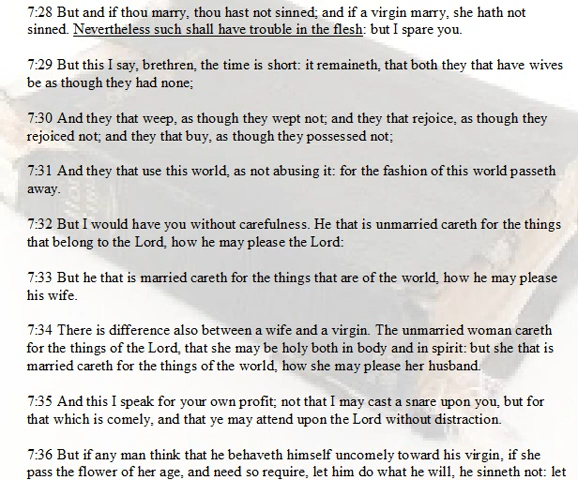 7:28 But and if thou marry, thou hast not sinned; and if a virgin marry, she hath not
sinned. Nevertheless such shall have trouble in the flesh: but I spare you.
7:29 But this I say, brethren, the time is short: it remaineth, that both they that have wives
be as though they had none;
7:30 And they that weep, as though they wept not; and they that rejoice, as though they
rejoiced not; and they that buy, as though they possessed not;
7:31 And they that use this world, as not abusing it: for the fashion of this world passeth
away.
7:32 But I would have you without carefulness. He that is unmarried careth for the things
that belong to the Lord, how he may please the Lord:
7:33 But he that is married careth for the things that are of the world, how he may please
his wife.
7:34 There is difference also between a wife and a virgin. The unmarried woman careth
for the things of the Lord, that she may be holy both in body and in spirit: but she that is
married careth for the things of the world, how she may please her husband.
7:35 And this I speak for your own profit; not that I may cast a snare upon you, but for
that which is comely, and that ye may attend upon the Lord without distraction.
7:36 But if any man think that he behaveth himself uncomely toward his virgin, if she
pass the flower of her age, and need so require, let him do what he will, he sinneth not: let